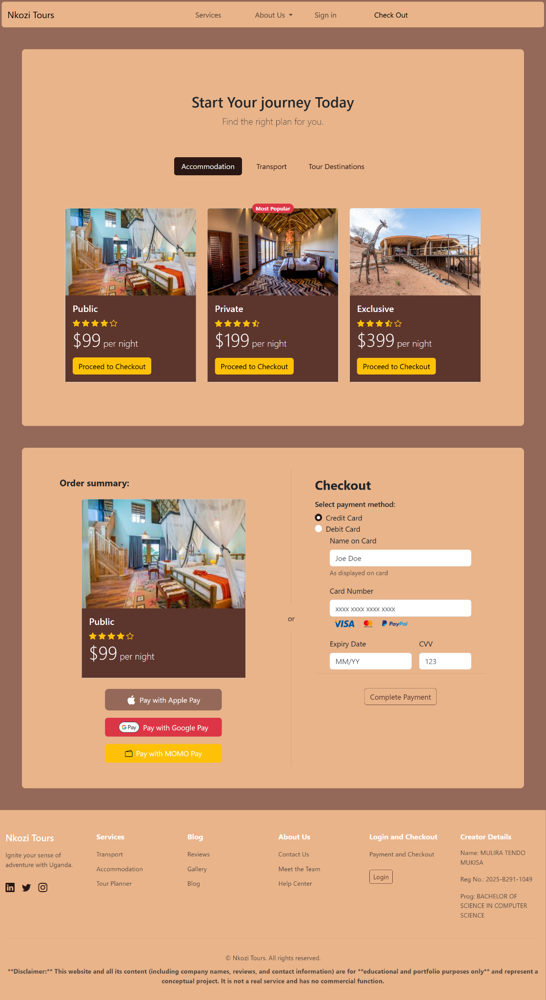 Nkozi Tours
Services
About Us
Sign in
Check Out
Start Your journey Today
Find the right plan for you.
Accommodation
Transport
Tour Destinations
Most Popular
Public
$99 per night
Proceed to Checkout
Private
$199 per night
Proceed to Checkout
Exclusive
$399 per night
Proceed to Checkout
Order summary:
Public
$99 per night
Pay with Apple Pay
G Pay Pay with Google Pay
Pay with MOMO Pay
or
Checkout
Select payment method:
Credit Card
Debit Card
Name on Card
Joe Doe
As displayed on card
Card Number
xxxx xxxx xxxx xxxx
VISA
PayPal
Expiry Date
CVV
MM/YY
123
Complete Payment
Nkozi Tours
Ignite your sense of
adventure with Uganda.
Services
Transport
Accommodation
Tour Planner
Blog
Reviews
Gallery
Blog
About Us
Contact Us
Meet the Team
Help Center
Login and Checkout
Payment and Checkout
Login
Creator Details
Name: MULIRA TENDO
MUKISA
Reg No.: 2025-B291-1049
Prog: BACHELOR OF
SCIENCE IN COMPUTER
SCIENCE
© Nkozi Tours. All rights reserved.
**Disclaimer:** This website and all its content (including company names, reviews, and contact information) are for **educational and portfolio purposes only** and represent a
conceptual project. It is not a real service and has no commercial function.